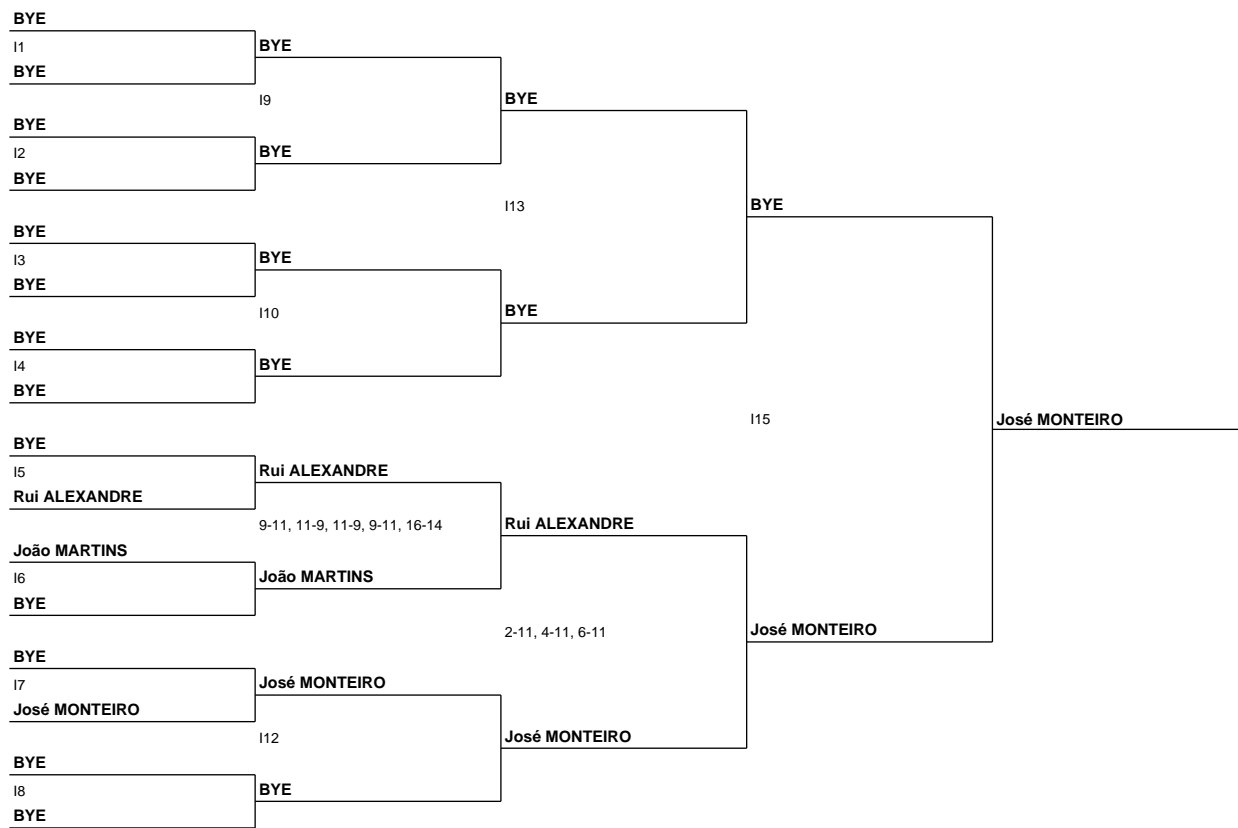 BYE
I1
BYE
BYE
I9
BYE
BYE
I2
BYE
BYE
I13
BYE
BYE
I3
BYE
BYE
I10
BYE
BYE
I4
BYE
BYE
I15
José MONTEIRO
BYE
I5
Rui ALEXANDRE
Rui ALEXANDRE
9-11, 11-9, 11-9, 9-11, 16-14
Rui ALEXANDRE
João MARTINS
I6
João MARTINS
BYE
2-11, 4-11, 6-11
José MONTEIRO
BYE
I7
José MONTEIRO
José MONTEIRO
I12
José MONTEIRO
BYE
I8
BYE
BYE